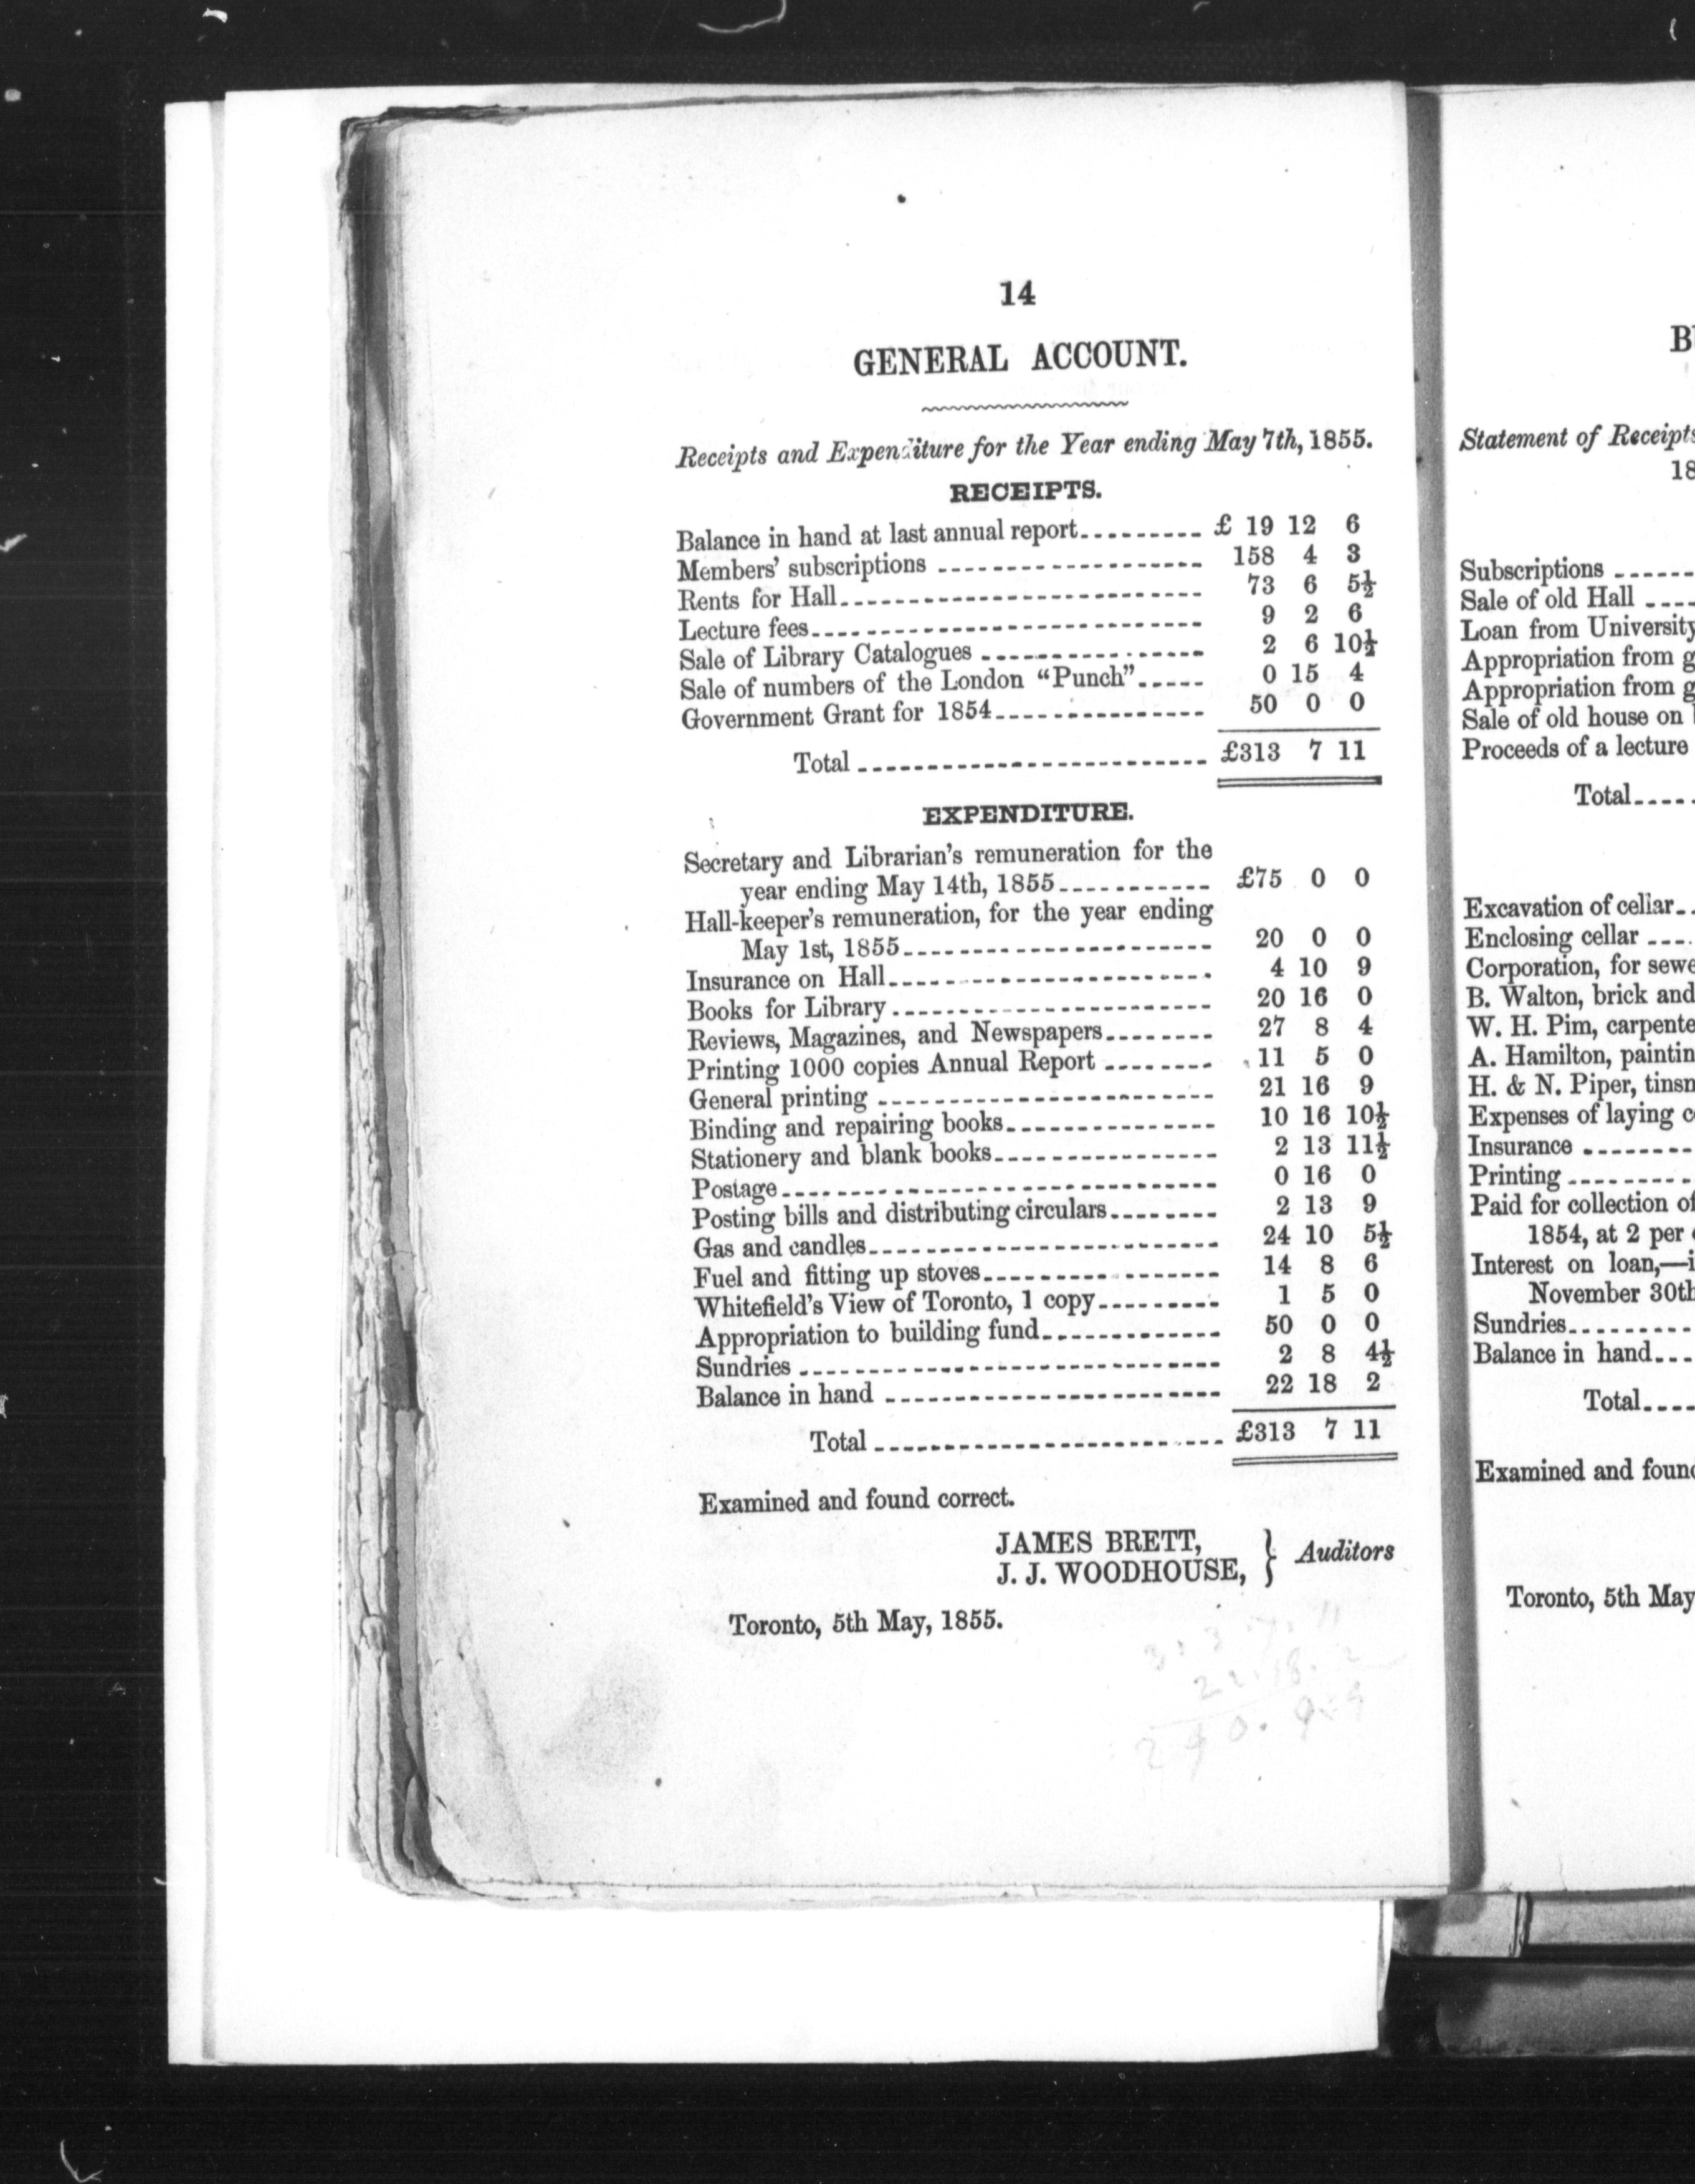 14
GENERAL ACCOUNT.
Receipts and Expenditure for the Year ending May 7th, 1855.
RECEIPTS.
Balance in hand at last annual report......... £ 19 12 6
Members' subscriptions ................... 158 4 3
Rents for Hall.......................... 73 6 5½
Lecture fees............................ 9 2 6
Sale of Library Catalogues ................ 2 6 10½
Sale of numbers of the London "Punch"..... 0 15 4
Government Grant for 1854............... 50 0 0
Total ......................... £313 7 11
EXPENDITURE.
Secretary and Librarian's remuneration for the
year ending May 14th, 1855........... £75 0 0
Hall-keeper's remuneration, for the year ending
May 1st, 1855...................... 20 0 0
Insurance on Hall....................... 4 10 9
Books for Library....................... 20 16 0
Reviews, Magazines, and Newspapers........ 27 8 4
Printing 1000 copies Annual Report ........ 11 5 0
General printing ........................ 21 16 9
Binding and repairing books............... 10 16 10½
Stationery and blank books................ 2 13 11½
Postage................................ 0 16 0
Posting bills and distributing circulars........ 2 13 9
Gas and candles......................... 24 10 5½
Fuel and fitting up stoves................. 14 8 6
Whitefield's View of Toronto, 1 copy......... 1 5 0
Appropriation to building fund............. 50 0 0
Sundries .............................. 2 8 4½
Balance in hand ........................ 22 18 2
Total ......................... £313 7 11
Examined and found correct.
JAMES BRETT,
J. J. WOODHOUSE, } Auditors
Toronto, 5th May, 1855.
22.18.2
290.9.9
Statement of Receipts
18
Subscriptions ......
Sale of old Hall ....
Loan from University
Appropriation from g
Appropriation from g
Sale of old house on
Proceeds of a lecture
Total.....
Excavation of cellar..
Enclosing cellar ....
Corporation, for sewe
B. Walton, brick and
W. H. Pim, carpente
A. Hamilton, paintin
H. & N. Piper, tinsm
Expenses of laying c
Insurance ........
Printing .........
Paid for collection of
1854, at 2 per
Interest on loan,—i
November 30th
Sundries.........
Balance in hand...
Total....
Examined and foun
Toronto, 5th May